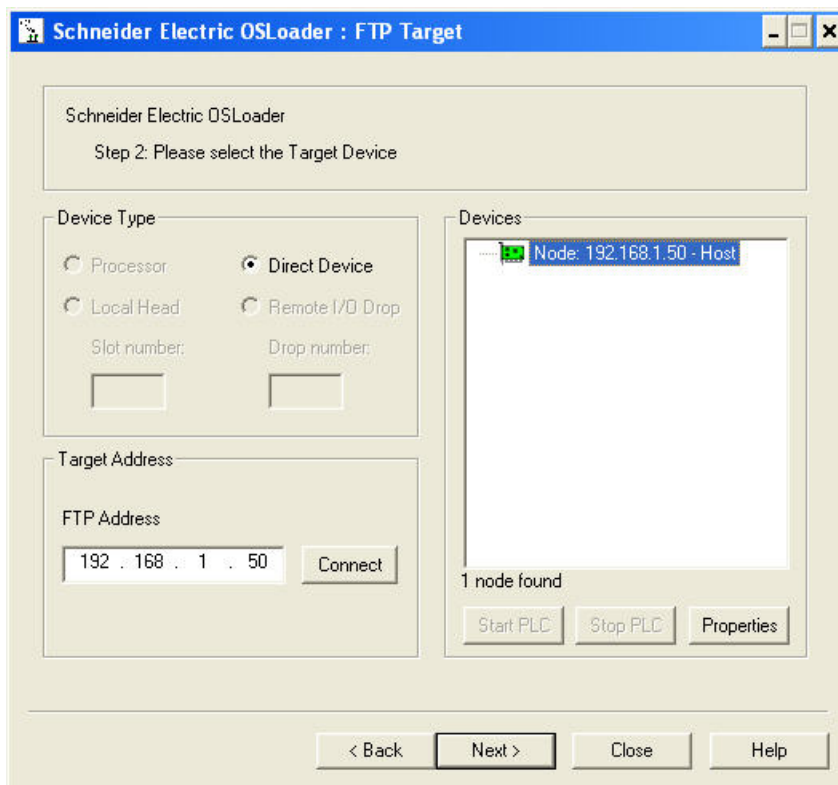 Schneider Electric OSLoader : FTP Target
Schneider Electric OSLoader
Step 2: Please select the Target Device
Device Type
Processor
Direct Device
Local Head
Remote I/O Drop
Slot number:
Drop number:
Target Address
FTP Address
192 . 168 . 1 . 50
Connect
Devices
Node: 192.168.1.50 - Host
1 node found
Start PLC
Stop PLC
Properties
< Back
Next >
Close
Help